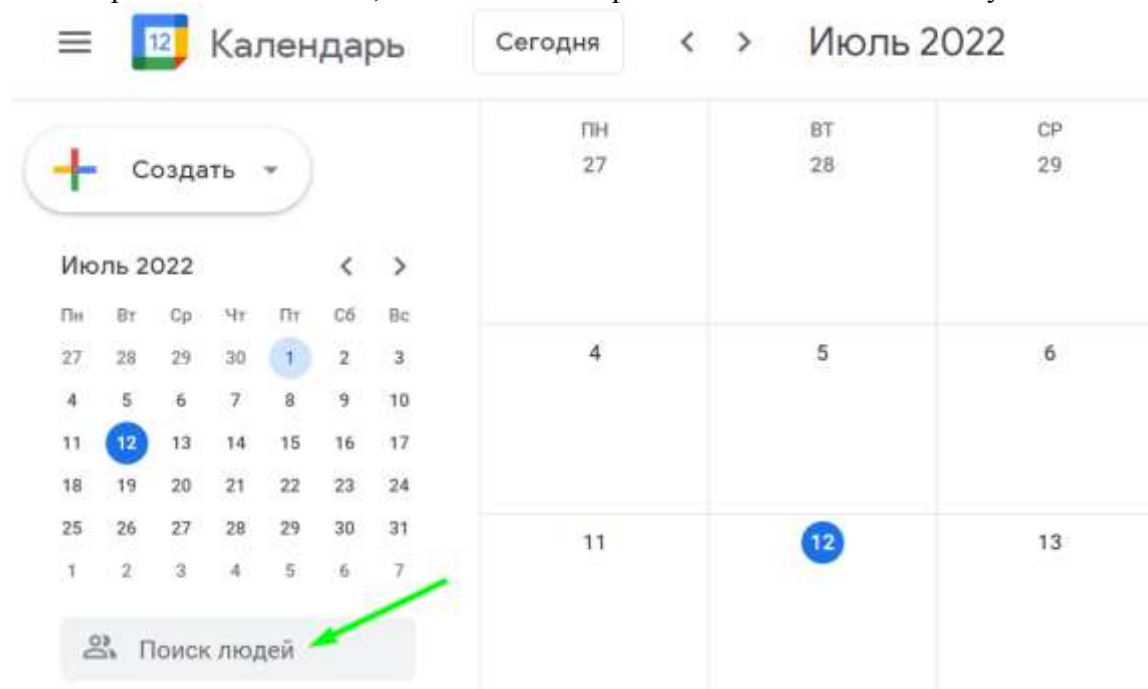 12 Календарь Сегодня < > Июль 2022
ПН ВТ СР
27 28 29
Создать
Июль 2022 < >
Пн Вт Ср Чт Пт Сб Вс
27 28 29 30 1 2 3
4 5 6 7 8 9 10
11 12 13 14 15 16 17
18 19 20 21 22 23 24
25 26 27 28 29 30 31
1 2 3 4 5 6 7
Поиск людей
4 5 6
11 12 13